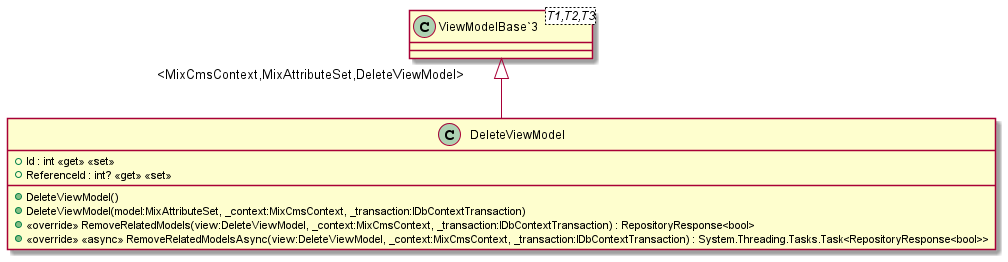 C ViewModelBase`3 T1,T2,T3
<MixCmsContext,MixAttributeSet,DeleteViewModel>
C DeleteViewModel
Id : int «get» «set»
ReferenceId : int? «get» «set»
DeleteViewModel()
DeleteViewModel(model:MixAttributeSet, _context:MixCmsContext, _transaction:IDbContextTransaction)
«override» RemoveRelatedModels(view:DeleteViewModel, _context:MixCmsContext, _transaction:IDbContextTransaction) : RepositoryResponse<bool>
«override» «async» RemoveRelatedModelsAsync(view:DeleteViewModel, _context:MixCmsContext, _transaction:IDbContextTransaction) : System.Threading.Tasks.Task<RepositoryResponse<bool>>